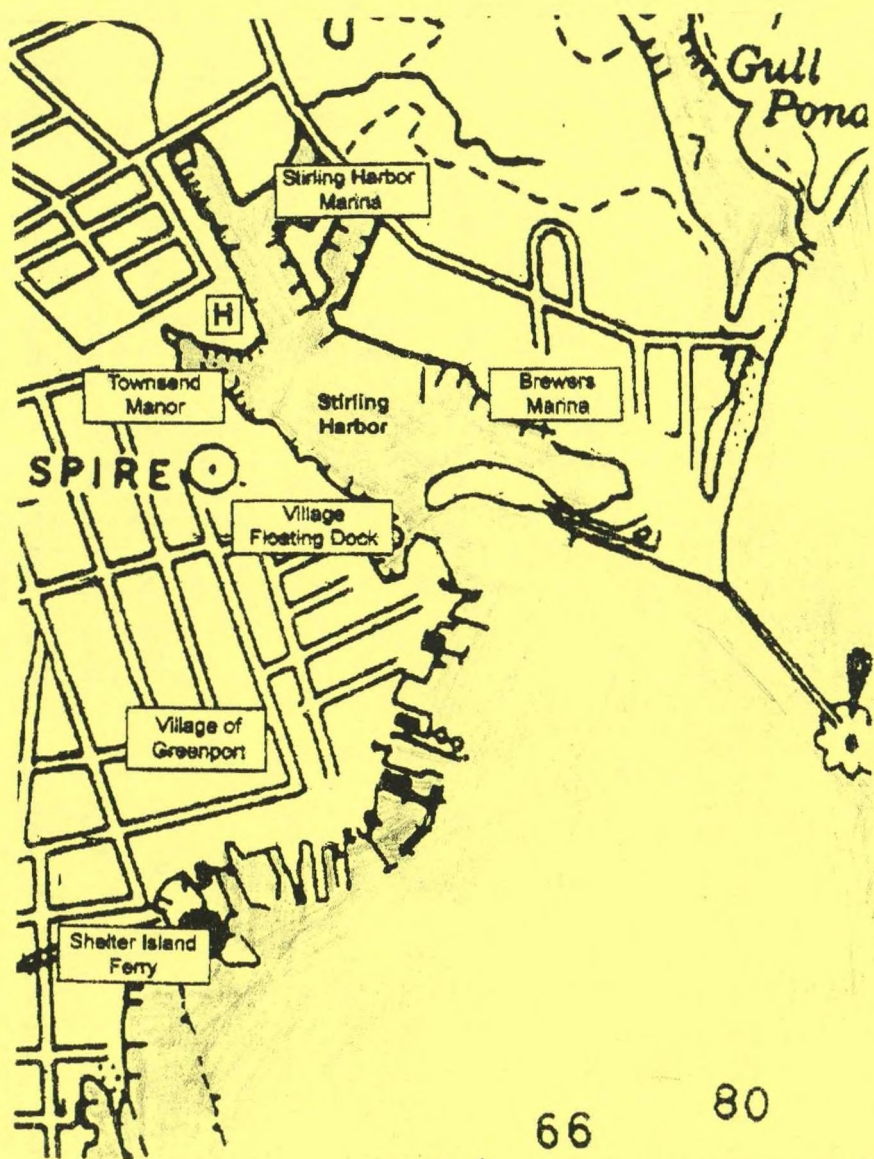 Gull
Pond
7
Stirling Harbor
Marina
H
Townsend
Manor
Stirling
Harbor
Brewers
Marina
SPIRE
Village
Floating Dock
Village of
Greenport
Shelter Island
Ferry
66
80